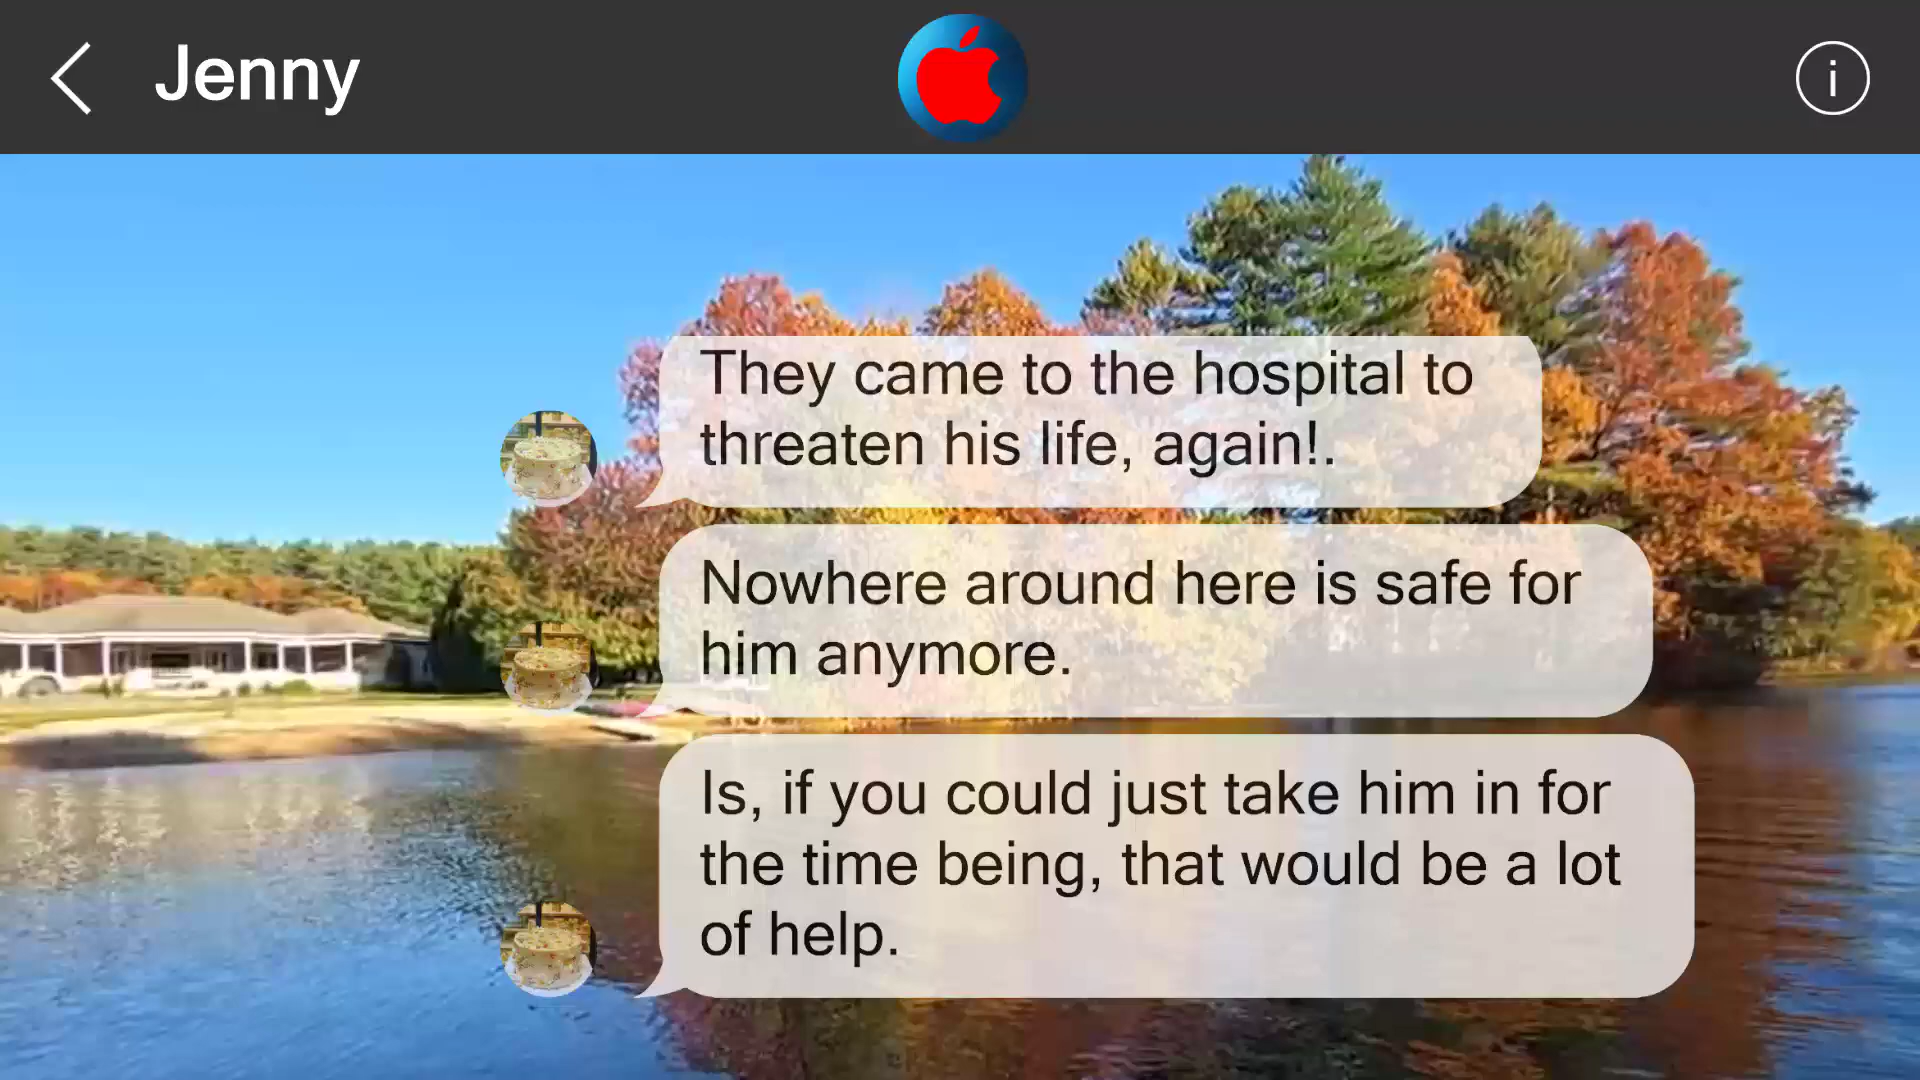 Jenny
i
They came to the hospital to
threaten his life, again!.
Nowhere around here is safe for
him anymore.
Is, if you could just take him in for
the time being, that would be a lot
of help.